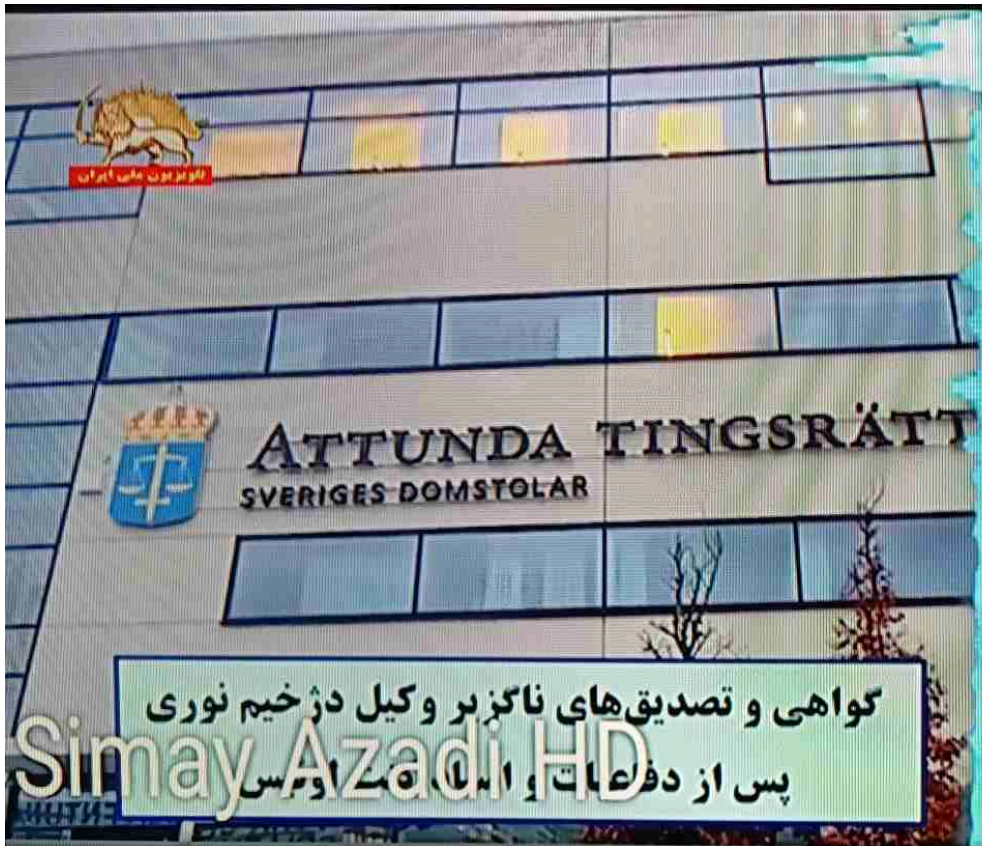 تلویزیون ملی ایران
ATTUNDA TINGSRÄTT
SVERIGES DOMSTOLAR
گواهی و تصدیق‌های ناگزیر وکیل دژخیم نوری
پس از دفاعیات و
Simay Azadi HD